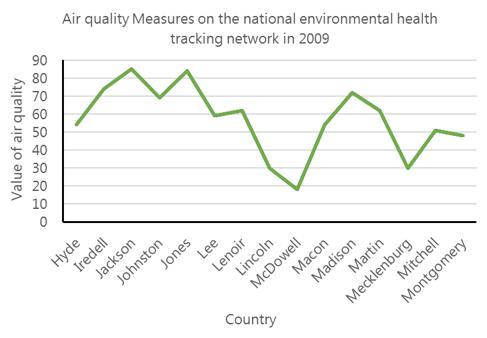 Air quality Measures on the national environmental health
tracking network in 2009
Value of air quality
90
80
70
60
50
40
30
20
10
0
Hyde
Iredell
Jackson
Johnston
Jones
Lee
Lenoir
Lincoln
McDowell
Macon
Madison
Martin
Mecklenburg
Mitchell
Montgomery
Country